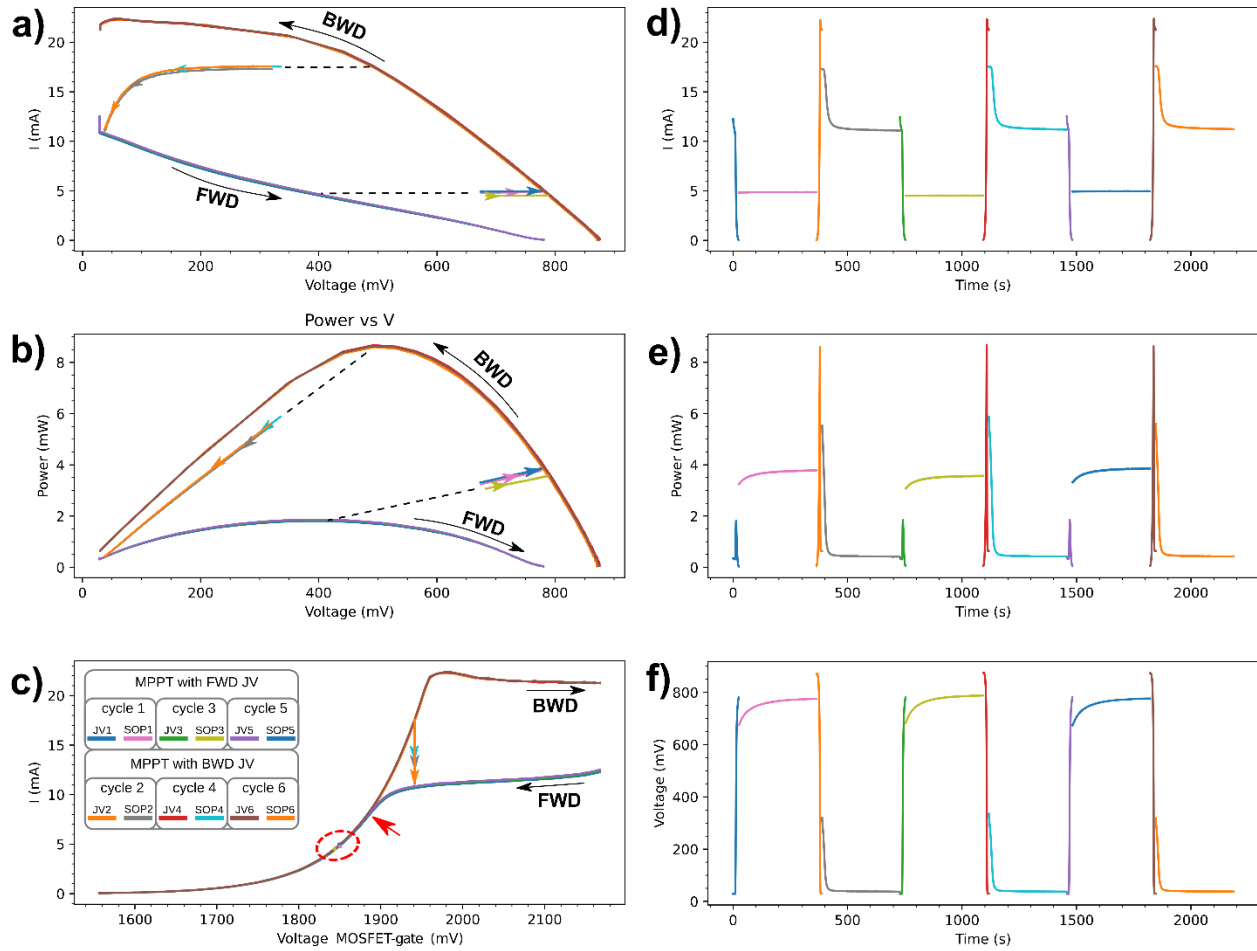 a)
I (mA)
20
15
10
5
0
BWD
FWD
0 200 400 600 800
Voltage (mV)
d)
I (mA)
20
15
10
5
0
0 500 1000 1500 2000
Time (s)
Power vs V
b)
Power (mW)
8
6
4
2
0
BWD
FWD
0 200 400 600 800
Voltage (mV)
e)
Power (mW)
8
6
4
2
0
0 500 1000 1500 2000
Time (s)
c)
I (mA)
20
15
10
5
0
MPPT with FWD JV
cycle 1 cycle 3 cycle 5
JV1 SOP1 JV3 SOP3 JV5 SOP5
MPPT with BWD JV
cycle 2 cycle 4 cycle 6
JV2 SOP2 JV4 SOP4 JV6 SOP6
BWD
FWD
1600 1700 1800 1900 2000 2100
Voltage MOSFET-gate (mV)
f)
Voltage (mV)
800
600
400
200
0
0 500 1000 1500 2000
Time (s)